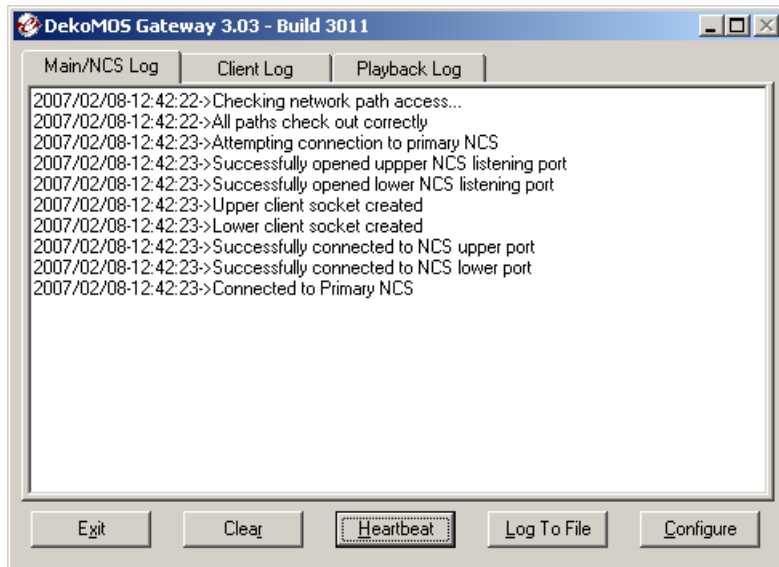 DekoMOS Gateway 3.03 - Build 3011
Main/NCS Log Client Log Playback Log
2007/02/08-12:42:22->Checking network path access...
2007/02/08-12:42:22->All paths check out correctly
2007/02/08-12:42:23->Attempting connection to primary NCS
2007/02/08-12:42:23->Successfully opened uppper NCS listening port
2007/02/08-12:42:23->Successfully opened lower NCS listening port
2007/02/08-12:42:23->Upper client socket created
2007/02/08-12:42:23->Lower client socket created
2007/02/08-12:42:23->Successfully connected to NCS upper port
2007/02/08-12:42:23->Successfully connected to NCS lower port
2007/02/08-12:42:23->Connected to Primary NCS
Exit Clear Heartbeat Log To File Configure